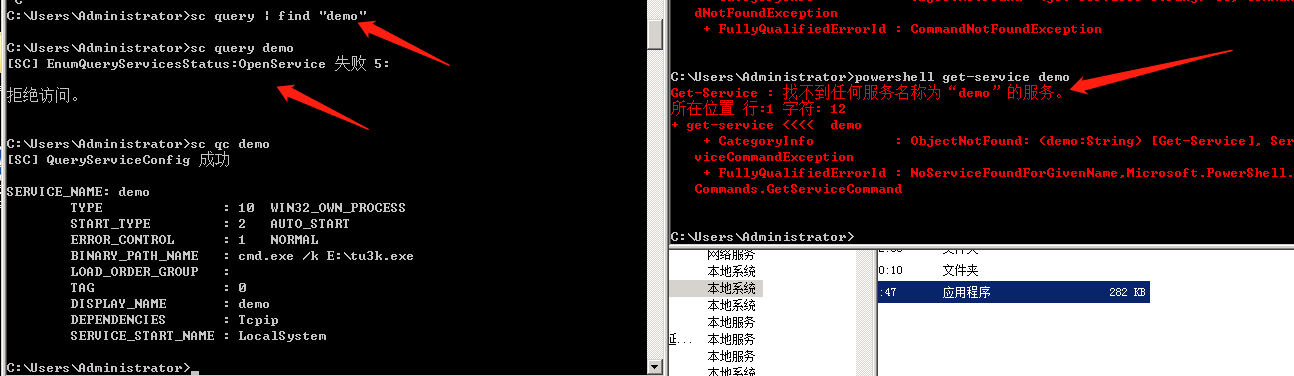 C:\Users\Administrator>sc query | find "demo"
C:\Users\Administrator>sc query demo
[SC] EnumQueryServicesStatus:OpenService 失败 5:
拒绝访问。
C:\Users\Administrator>sc qc demo
[SC] QueryServiceConfig 成功
SERVICE_NAME: demo
TYPE : 10 WIN32_OWN_PROCESS
START_TYPE : 2 AUTO_START
ERROR_CONTROL : 1 NORMAL
BINARY_PATH_NAME : cmd.exe /k E:\tu3k.exe
LOAD_ORDER_GROUP :
TAG : 0
DISPLAY_NAME : demo
DEPENDENCIES : Tcpip
SERVICE_START_NAME : LocalSystem
C:\Users\Administrator>
dNotFoundException
+ FullyQualifiedErrorId : CommandNotFoundException
C:\Users\Administrator>powershell get-service demo
Get-Service : 找不到任何服务名称为“demo”的服务。
所在位置 行:1 字符: 12
+ get-service <<<< demo
+ CategoryInfo : ObjectNotFound: (demo:String) [Get-Service], Ser
viceCommandException
+ FullyQualifiedErrorId : NoServiceFoundForGivenName,Microsoft.PowerShell.
Commands.GetServiceCommand
C:\Users\Administrator>
网络服务
本地系统
本地系统
本地系统
本地服务
延... 本地服务
本地服务
本地系统
文件夹
0:10 文件夹
:47 应用程序 282 KB